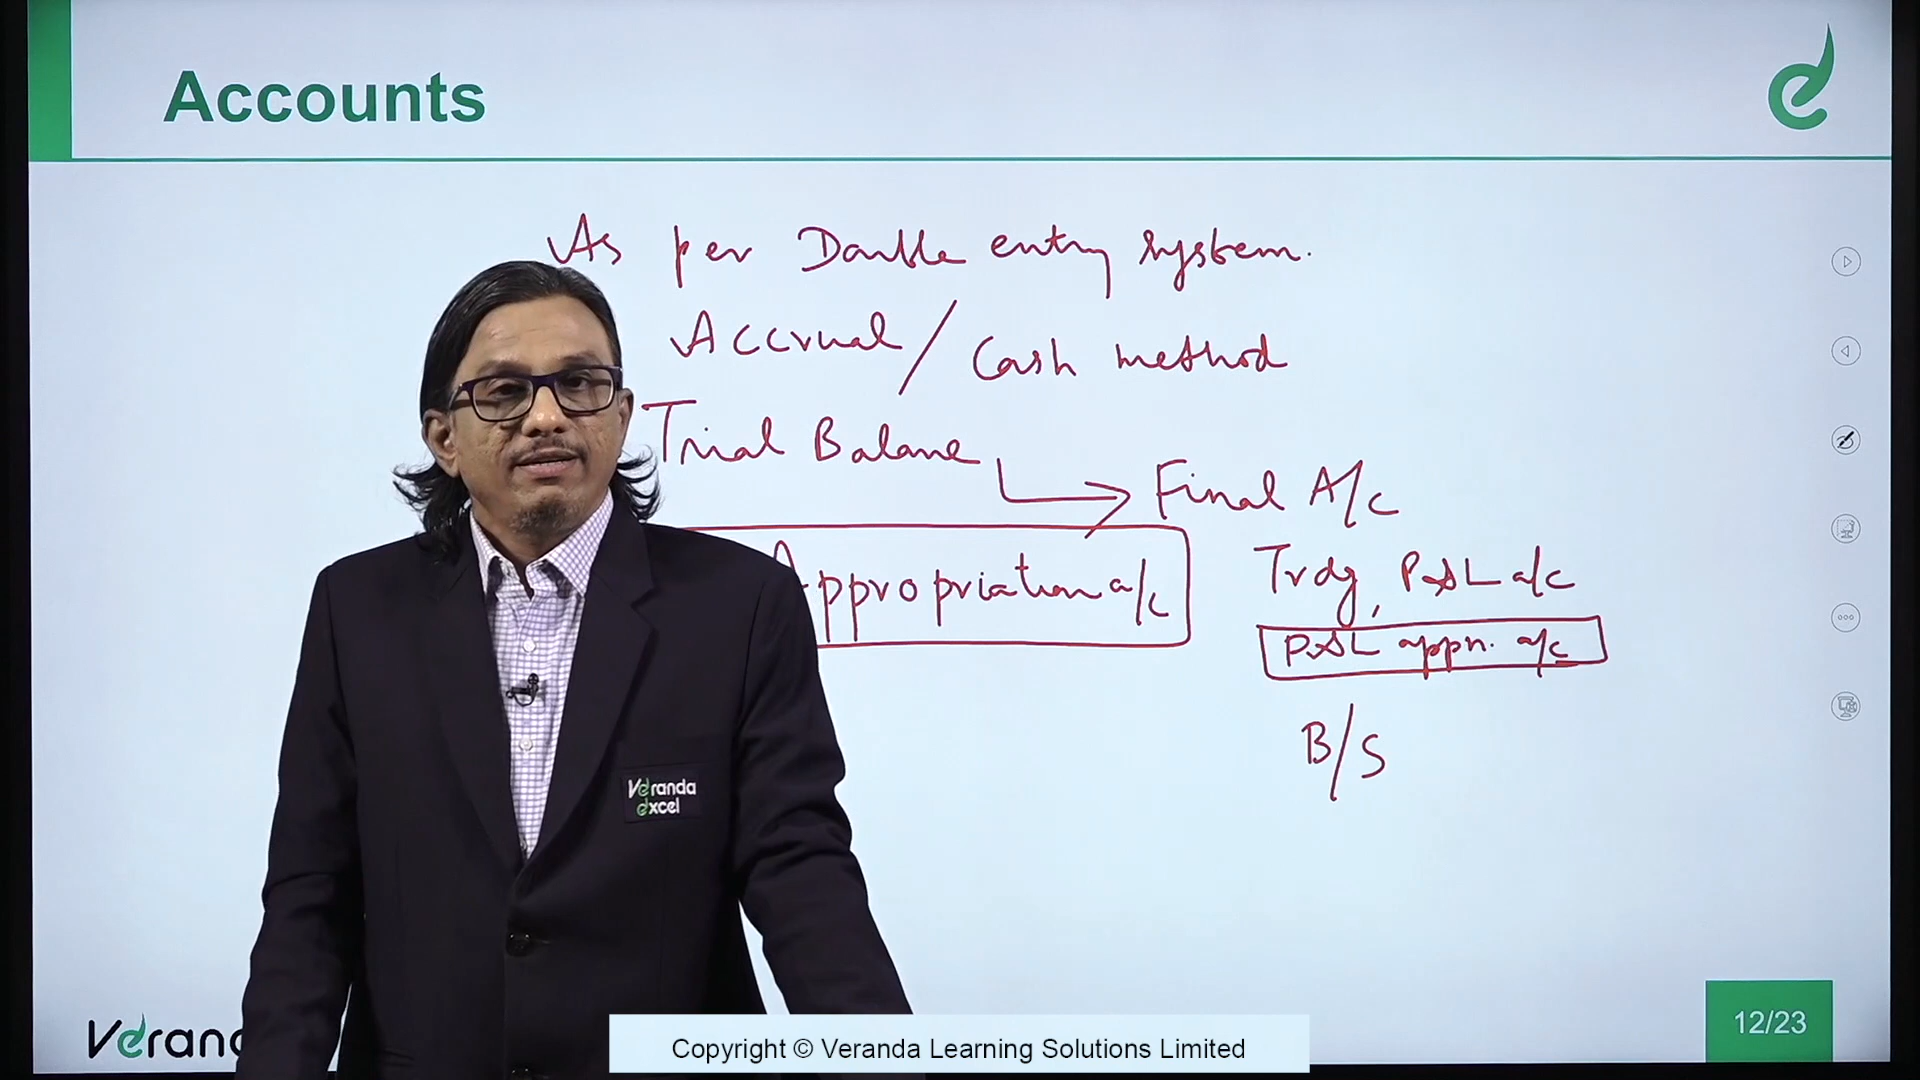 Accounts
As per Double entry system.
Accrual / Cash method
Trial Balance
Final A/c
Appropriation a/c
Trdg, P&L a/c
P&L appn. a/c
B/S
Veranda
excel
Veranda
12/23
Copyright © Veranda Learning Solutions Limited